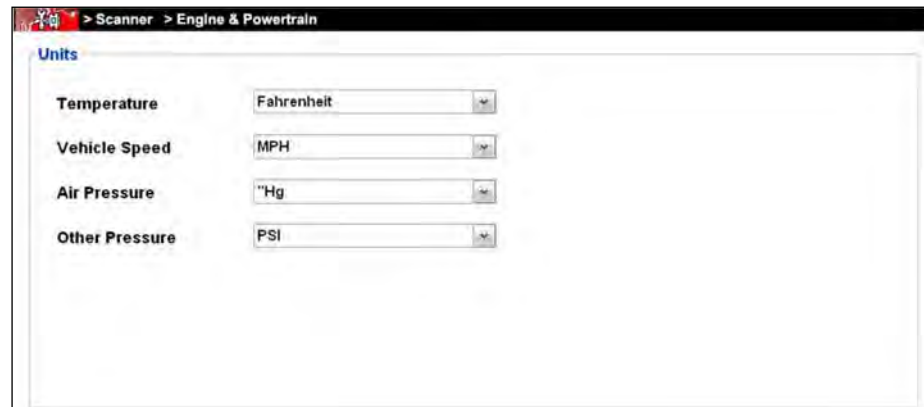 > Scanner > Engine & Powertrain
Units
Temperature Fahrenheit
Vehicle Speed MPH
Air Pressure "Hg
Other Pressure PSI